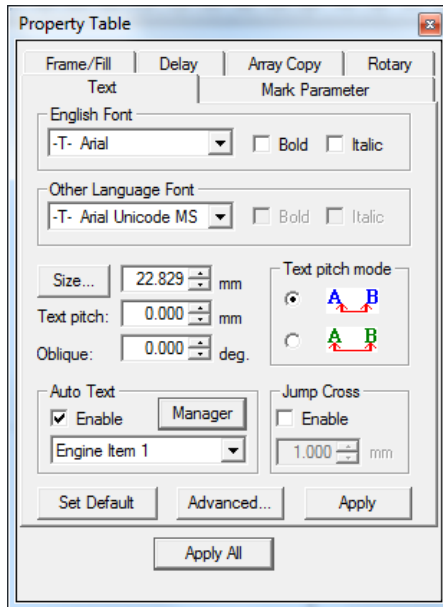 Property Table
Frame/Fill Delay Array Copy Rotary
Text Mark Parameter
English Font
-T- Arial Bold Italic
Other Language Font
-T- Arial Unicode MS Bold Italic
Size... 22.829 mm
Text pitch: 0.000 mm
Oblique: 0.000 deg.
Text pitch mode
A B
A B
Auto Text
Enable Manager
Engine Item 1
Jump Cross
Enable
1.000 mm
Set Default Advanced... Apply
Apply All